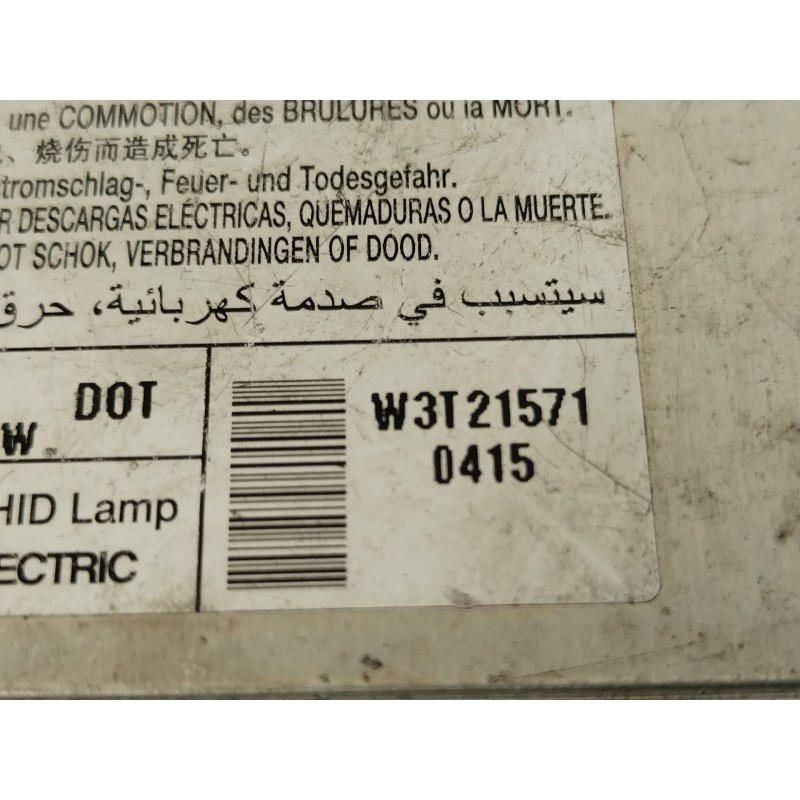 une COMMOTION, des BRULURES ou la MORT.
、烧伤而造成死亡。
stromschlag-, Feuer- und Todesgefahr.
R DESCARGAS ELÉCTRICAS, QUEMADURAS O LA MUERTE.
OT SCHOK, VERBRANDINGEN OF DOOD.
سيتسبب في صدمة كهربائية، حرق
DOT
W
HID Lamp
ECTRIC
W3T21571
0415